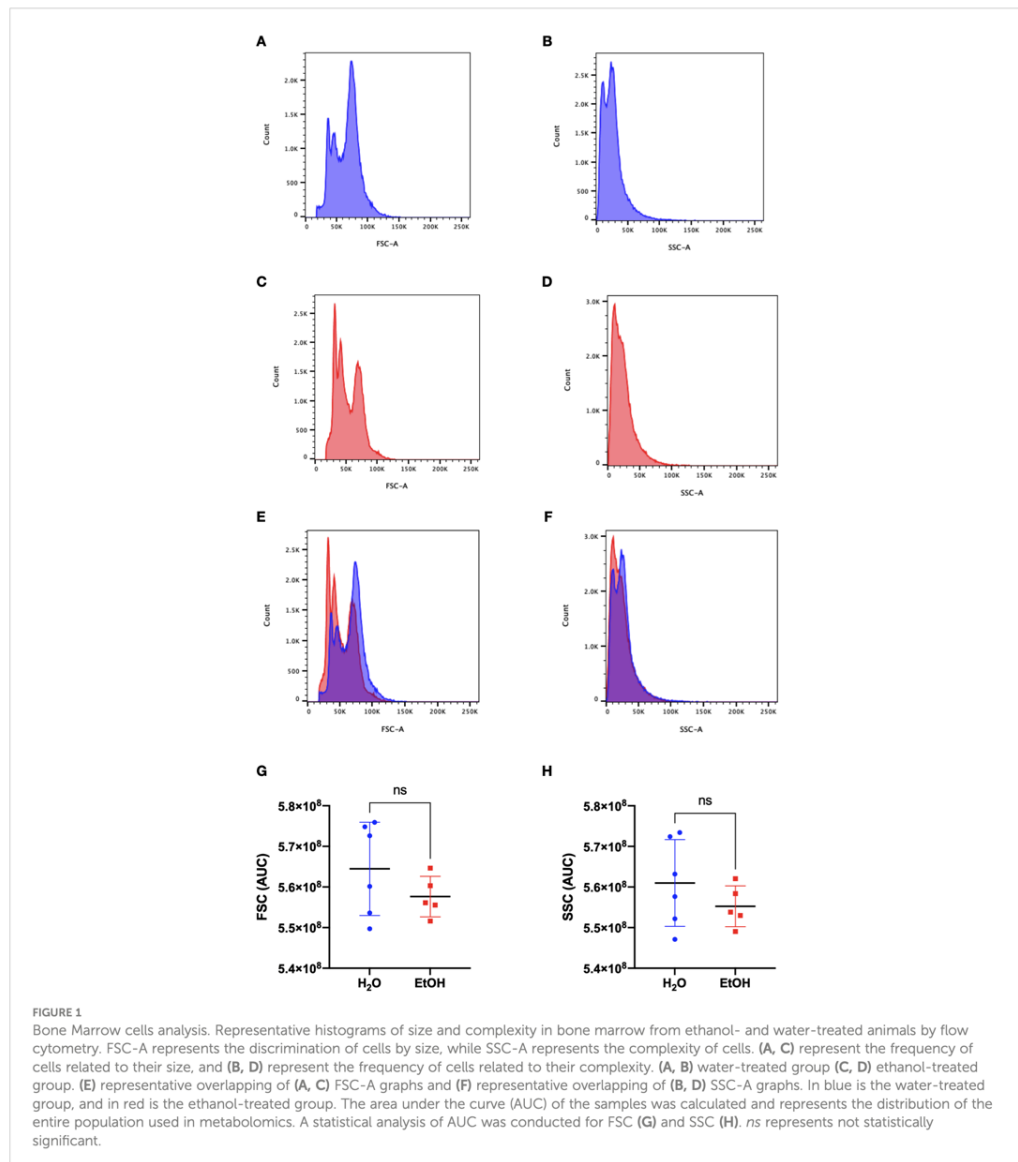 A
B
2.0K
1.5K
1.0K
500
0
Count
0 50K 100K 150K 200K 250K
FSC-A
2.5K
2.0K
1.5K
1.0K
500
0
Count
0 50K 100K 150K 200K 250K
SSC-A
C
D
2.5K
2.0K
1.5K
1.0K
500
0
Count
0 50K 100K 150K 200K 250K
FSC-A
3.0K
2.0K
1.0K
0
Count
0 50K 100K 150K 200K 250K
SSC-A
E
F
2.5K
2.0K
1.5K
1.0K
500
0
Count
0 50K 100K 150K 200K 250K
FSC-A
3.0K
2.0K
1.0K
0
Count
0 50K 100K 150K 200K 250K
SSC-A
G
H
ns
5.8×10⁸
5.7×10⁸
5.6×10⁸
5.5×10⁸
5.4×10⁸
FSC (AUC)
H₂O EtOH
ns
5.8×10⁸
5.7×10⁸
5.6×10⁸
5.5×10⁸
5.4×10⁸
SSC (AUC)
H₂O EtOH
FIGURE 1
Bone Marrow cells analysis. Representative histograms of size and complexity in bone marrow from ethanol- and water-treated animals by flow
cytometry. FSC-A represents the discrimination of cells by size, while SSC-A represents the complexity of cells. (A, C) represent the frequency of
cells related to their size, and (B, D) represent the frequency of cells related to their complexity. (A, B) water-treated group (C, D) ethanol-treated
group. (E) representative overlapping of (A, C) FSC-A graphs and (F) representative overlapping of (B, D) SSC-A graphs. In blue is the water-treated
group, and in red is the ethanol-treated group. The area under the curve (AUC) of the samples was calculated and represents the distribution of the
entire population used in metabolomics. A statistical analysis of AUC was conducted for FSC (G) and SSC (H). ns represents not statistically
significant.